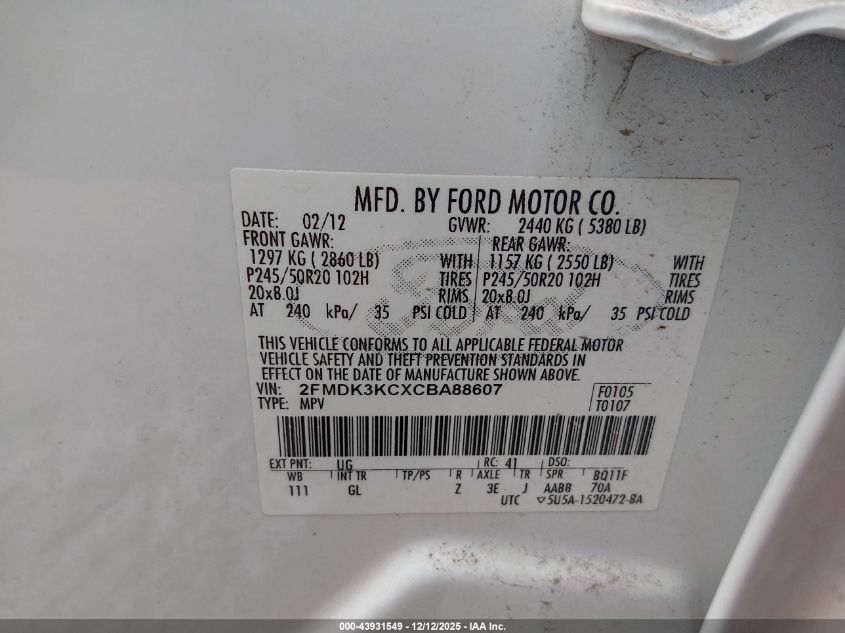 MFD. BY FORD MOTOR CO.
DATE: 02/12 GVWR: 2440 KG ( 5380 LB)
FRONT GAWR: REAR GAWR:
1297 KG ( 2860 LB) WITH 1157 KG ( 2550 LB) WITH
P245/50R20 102H TIRES P245/50R20 102H TIRES
20x8.0J RIMS 20x8.0J RIMS
AT 240 kPa/ 35 PSI COLD AT 240 kPa/ 35 PSI COLD
THIS VEHICLE CONFORMS TO ALL APPLICABLE FEDERAL MOTOR
VEHICLE SAFETY AND THEFT PREVENTION STANDARDS IN
EFFECT ON THE DATE OF MANUFACTURE SHOWN ABOVE.
VIN: 2FMDK3KCXCBA88607 F0105
TYPE: MPV T0107
EXT PNT: UG RC: 41 DSO:
WB INT TR TP/PS R AXLE TR SPR BQ11F
111 GL Z 3E J AABB 70A
UTC ▽5U5A-1520472-BA
000-43931549 - 12/12/2025 - IAA Inc.